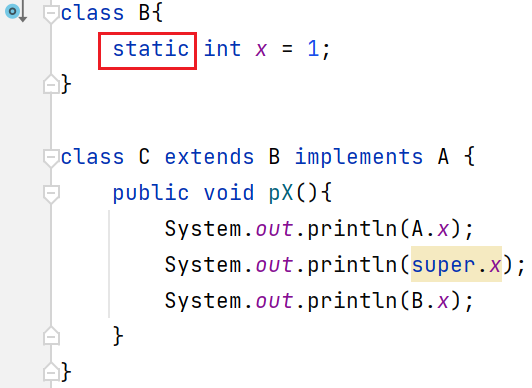 class B{
    static int x = 1;
}
class C extends B implements A {
    public void pX(){
        System.out.println(A.x);
        System.out.println(super.x);
        System.out.println(B.x);
    }
}